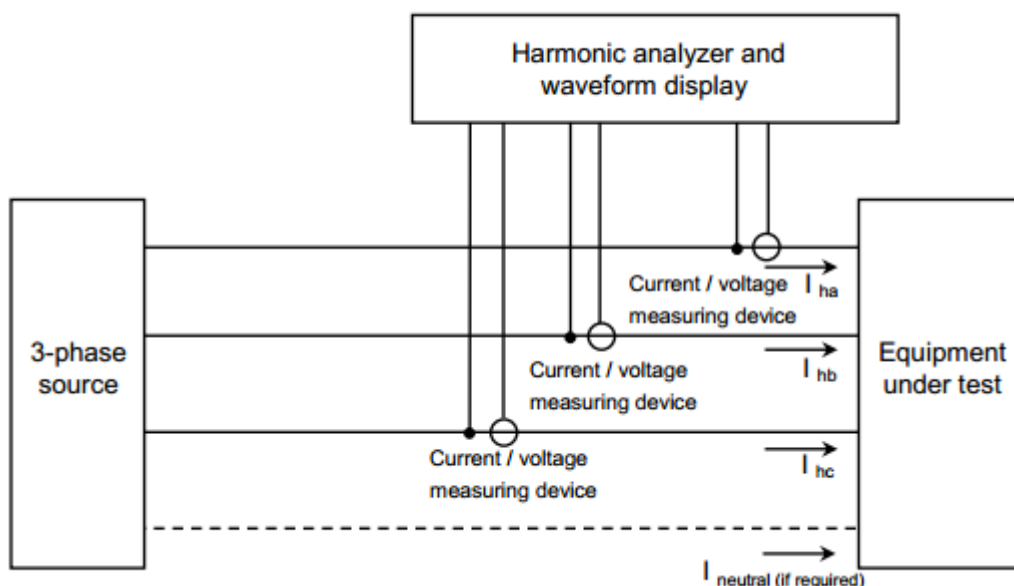 Harmonic analyzer and
waveform display
3-phase
source
Equipment
under test
Current / voltage
measuring device
I ha
Current / voltage
measuring device
I hb
Current / voltage
measuring device
I hc
I neutral (if required)